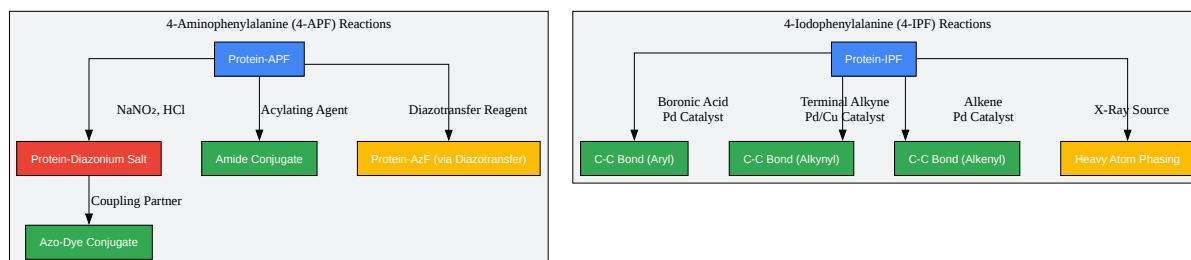 4-Aminophenylalanine (4-APF) Reactions
Protein-APF
NaNO₂, HCl
Acylating Agent
Diazotransfer Reagent
Protein-Diazonium Salt
Amide Conjugate
Protein-AzF (via Diazotransfer)
Coupling Partner
Azo-Dye Conjugate
4-Iodophenylalanine (4-IPF) Reactions
Protein-IPF
Boronic Acid
Pd Catalyst
Terminal Alkyne
Pd/Cu Catalyst
Alkene
Pd Catalyst
X-Ray Source
C-C Bond (Aryl)
C-C Bond (Alkynyl)
C-C Bond (Alkenyl)
Heavy Atom Phasing